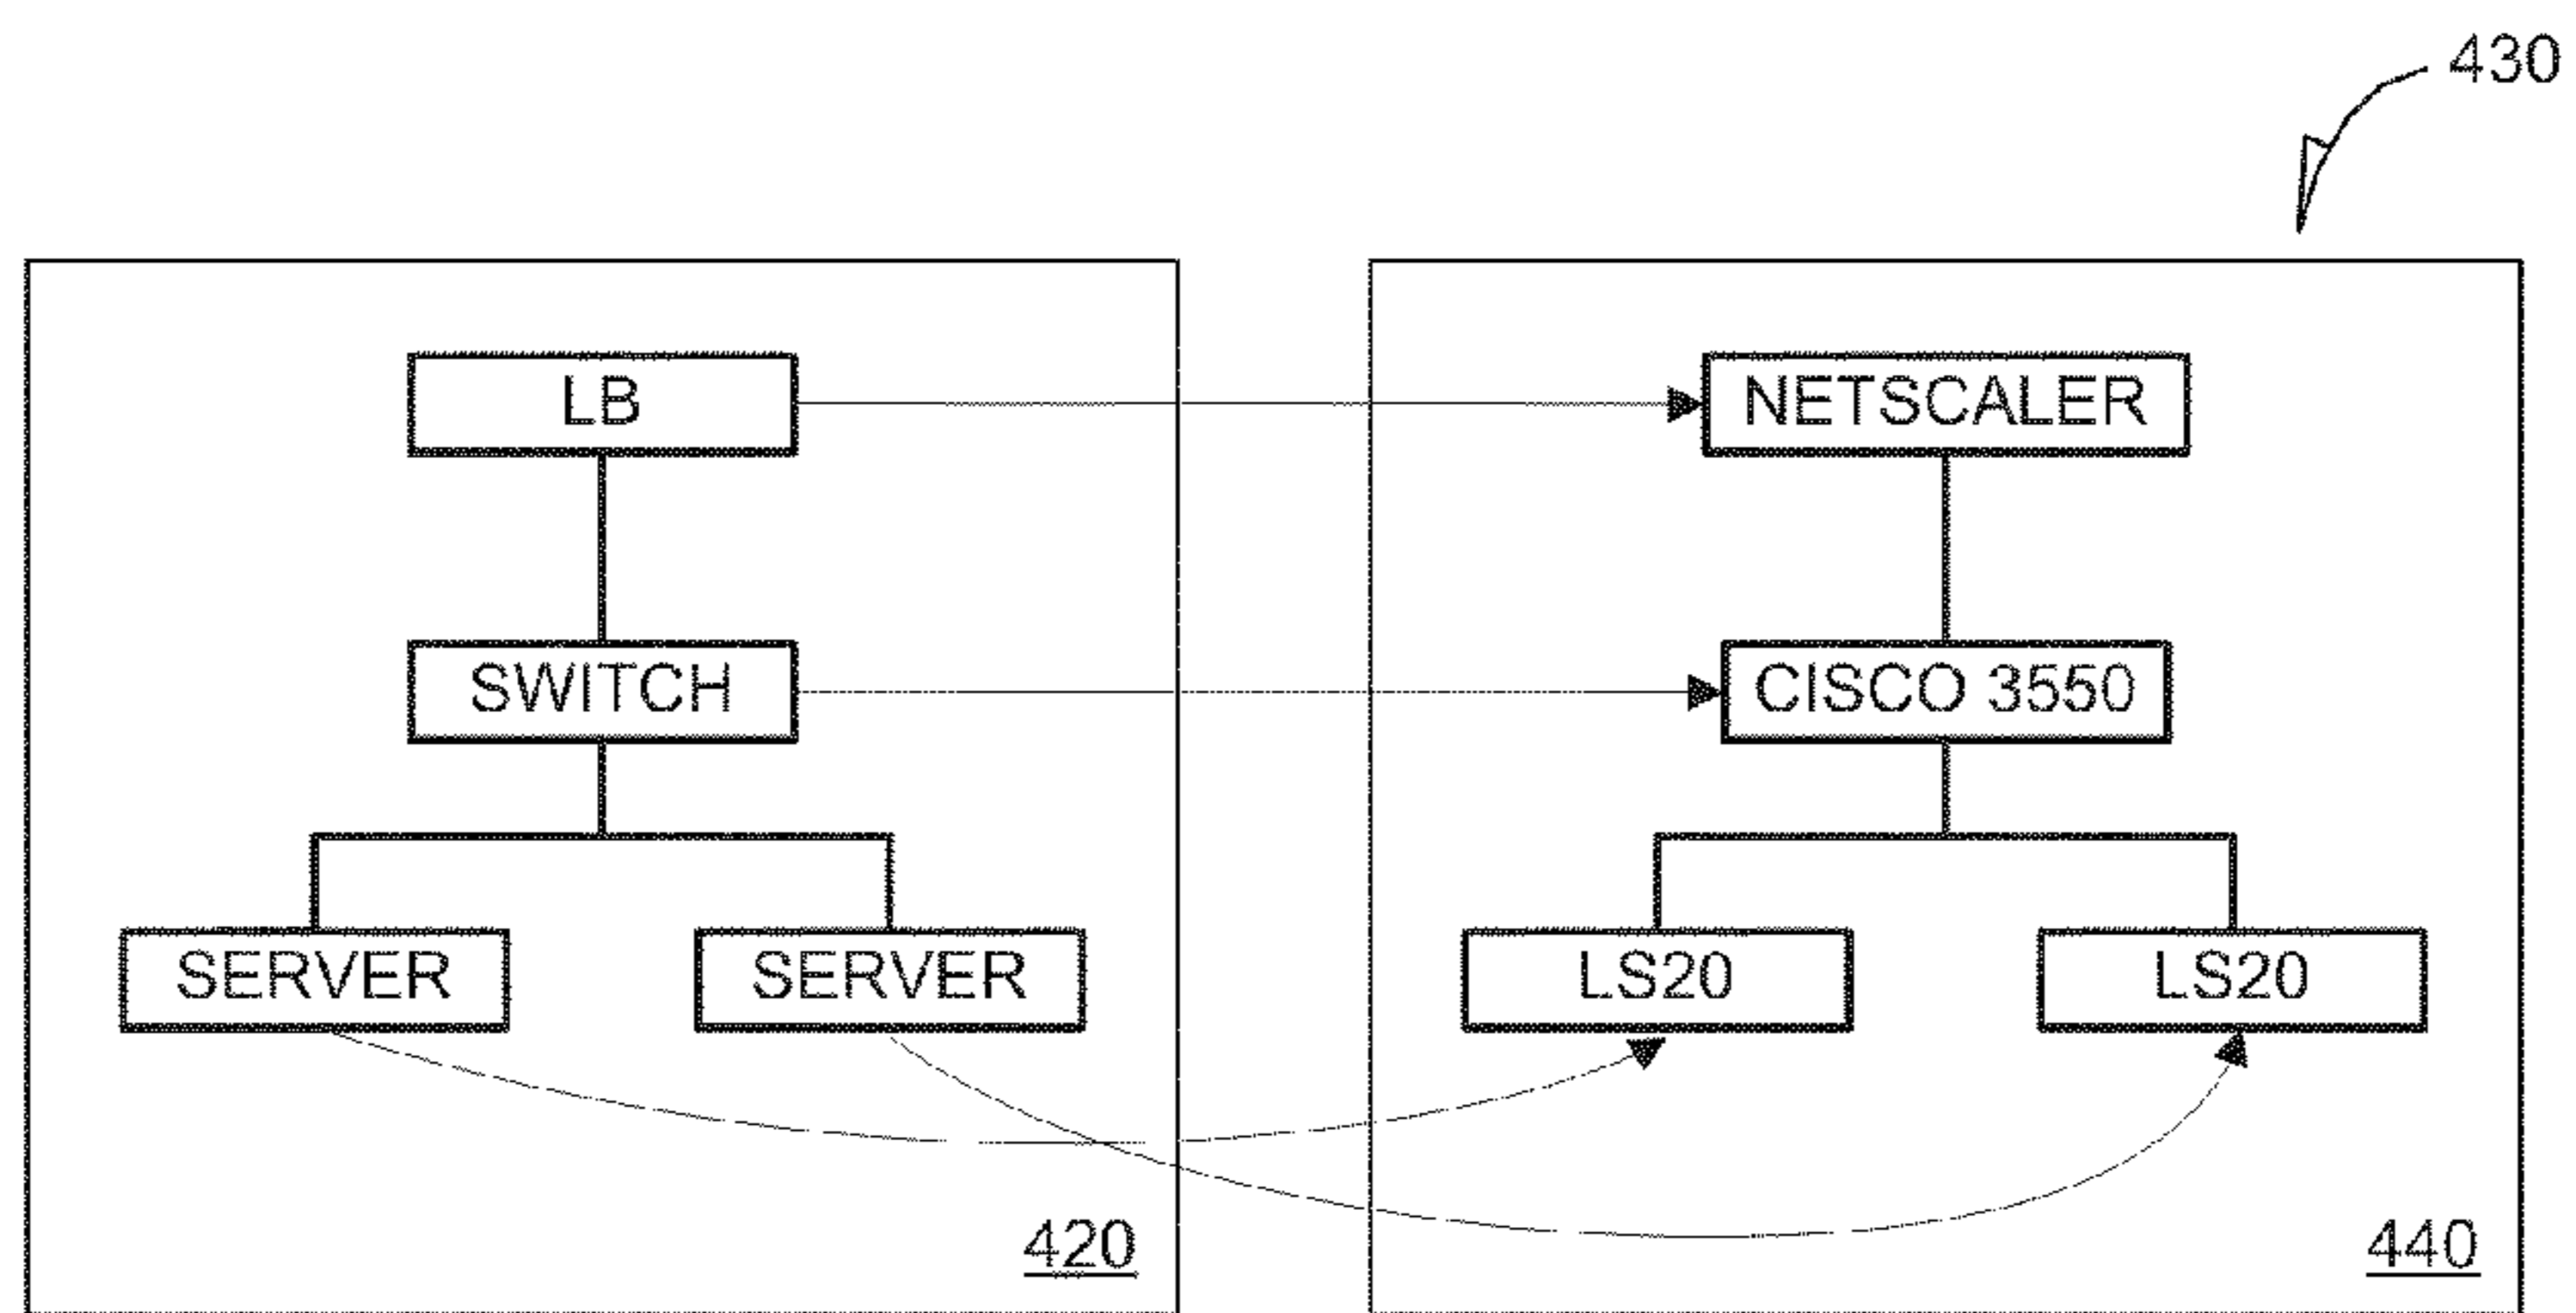 430
LB
NETSCALER
SWITCH
CISCO 3550
SERVER
SERVER
LS20
LS20
420
440